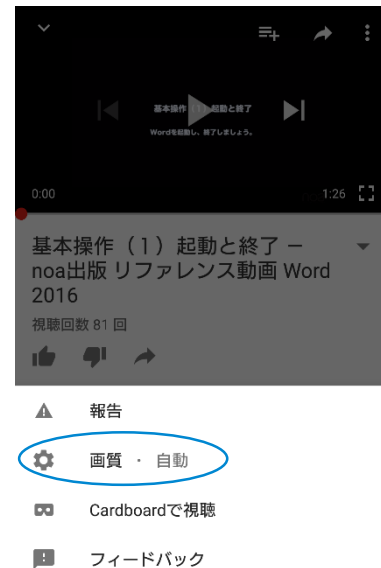 基本操作（1）起動と終了
Wordを起動し、終了しましょう。
0:00
1:26
基本操作（１）起動と終了 －
noa出版 リファレンス動画 Word
2016
視聴回数 81 回
報告
画質 ・ 自動
Cardboardで視聴
フィードバック